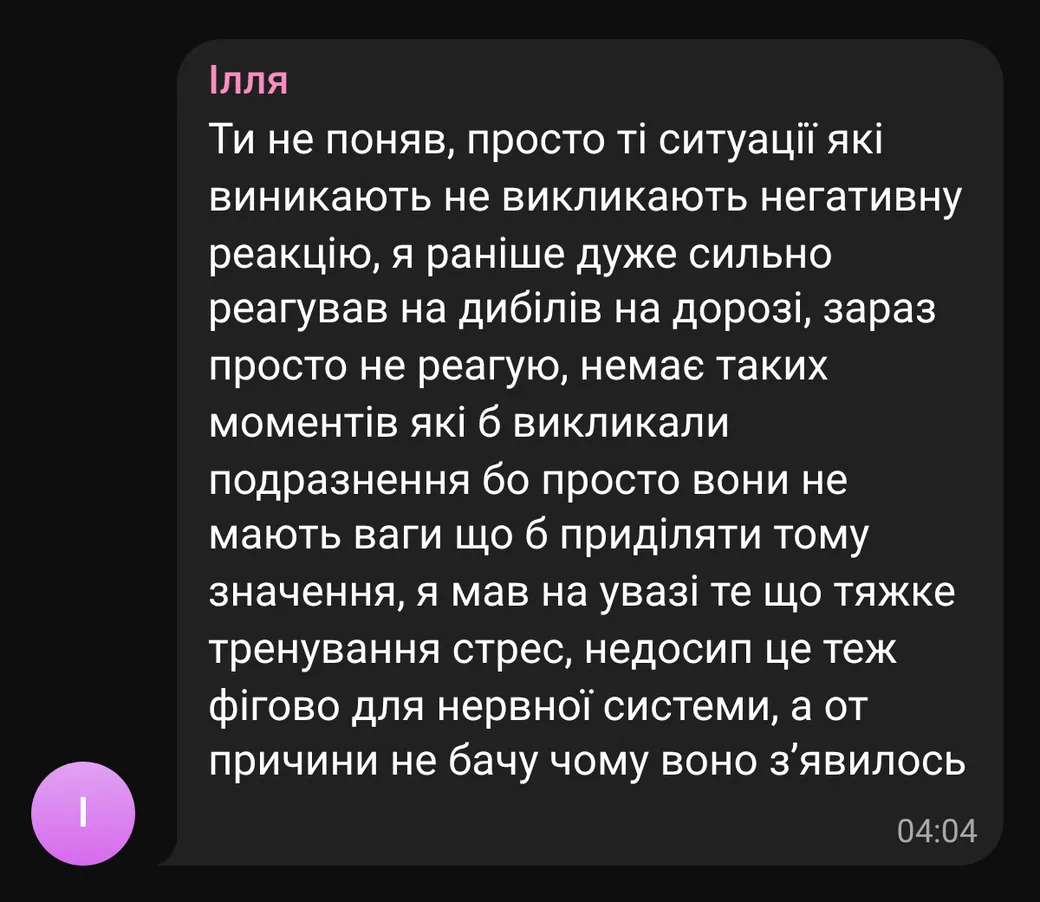 Ілля
Ти не поняв, просто ті ситуації які
виникають не викликають негативну
реакцію, я раніше дуже сильно
реагував на дибілів на дорозі, зараз
просто не реагую, немає таких
моментів які б викликали
подразнення бо просто вони не
мають ваги що б приділяти тому
значення, я мав на увазі те що тяжке
тренування стрес, недосип це теж
фігово для нервної системи, а от
причини не бачу чому воно з’явилось
І
04:04